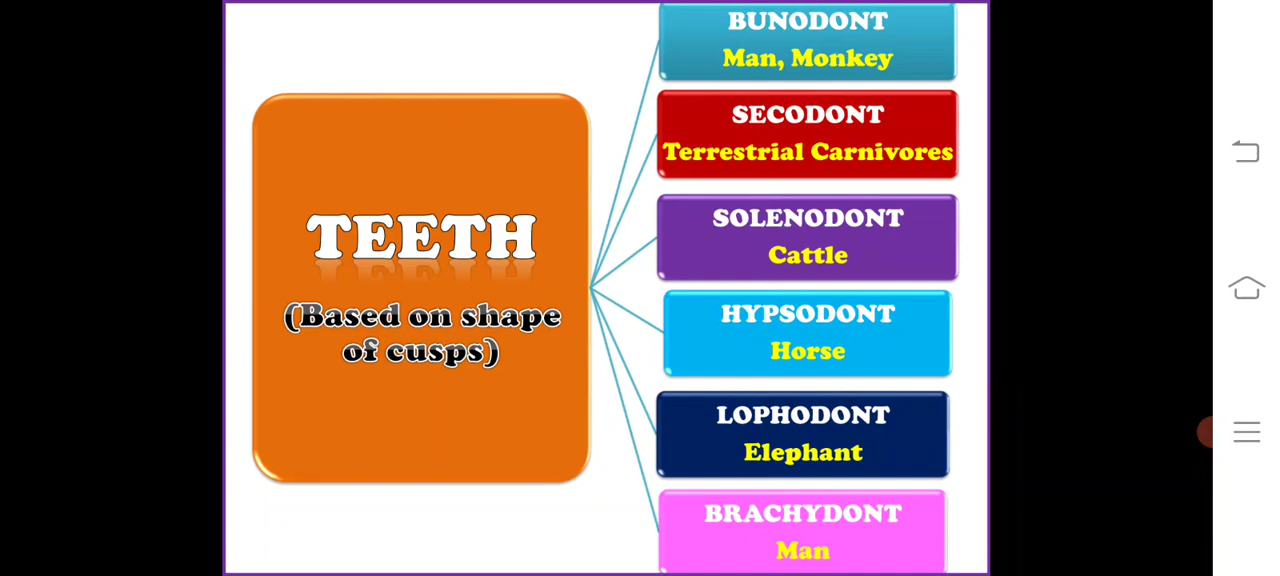 TEETH
(Based on shape
of cusps)
BUNODONT
Man, Monkey
SECODONT
Terrestrial Carnivores
SOLENODONT
Cattle
HYPSODONT
Horse
LOPHODONT
Elephant
BRACHYDONT
Man